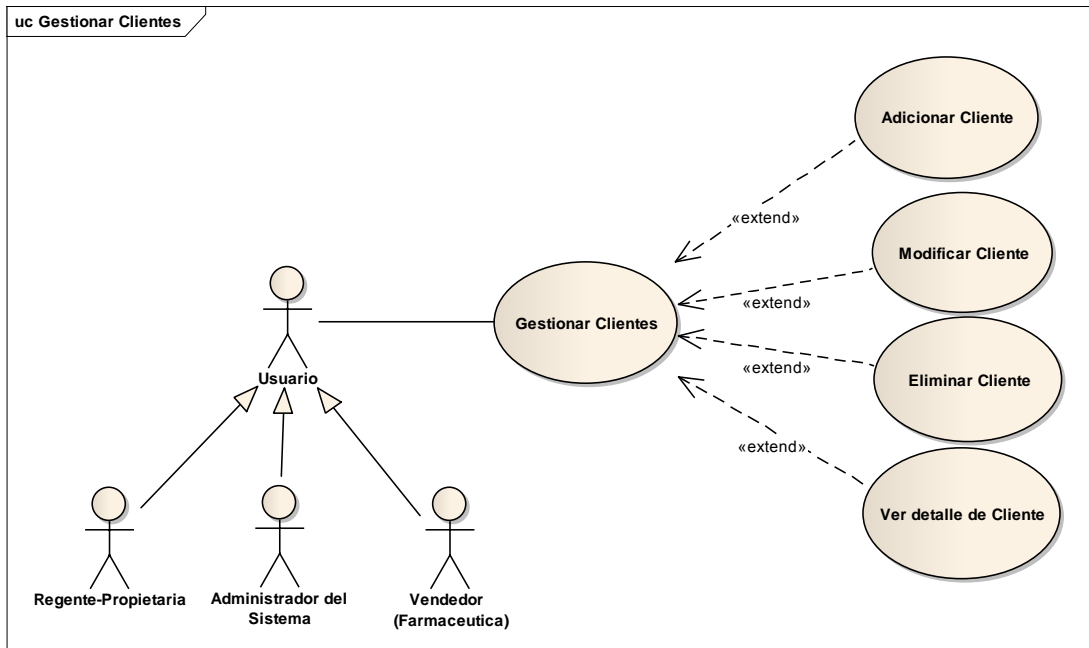 uc Gestionar Clientes
Adicionar Cliente
«extend»
Modificar Cliente
«extend»
Gestionar Clientes
«extend»
Eliminar Cliente
Usuario
«extend»
Ver detalle de Cliente
Regente-Propietaria
Administrador del
Sistema
Vendedor
(Farmaceutica)